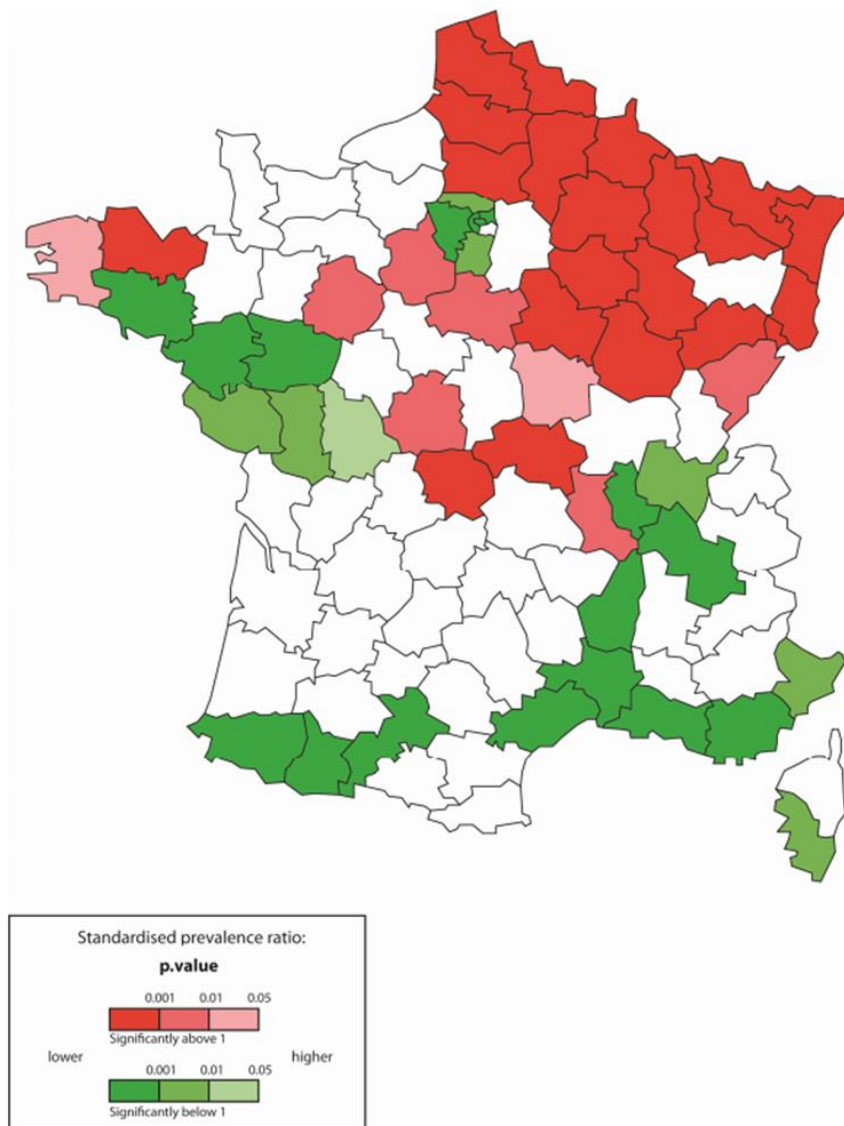 Standardised prevalence ratio:
p.value
0.001 0.01 0.05
Significantly above 1
lower higher
0.001 0.01 0.05
Significantly below 1